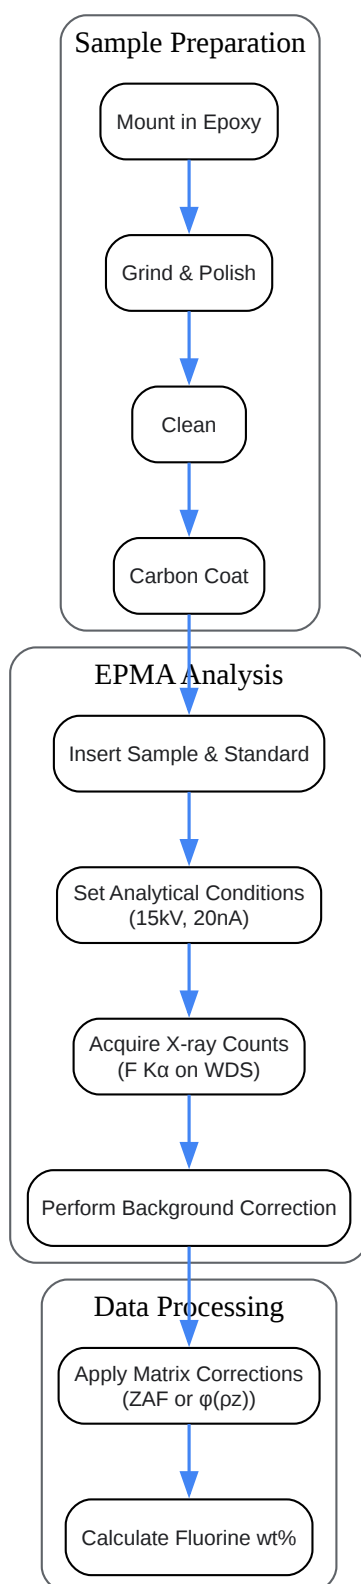 Sample Preparation
Mount in Epoxy
Grind & Polish
Clean
Carbon Coat
EPMA Analysis
Insert Sample & Standard
Set Analytical Conditions
(15kV, 20nA)
Acquire X-ray Counts
(F Kα on WDS)
Perform Background Correction
Data Processing
Apply Matrix Corrections
(ZAF or φ(ρz))
Calculate Fluorine wt%